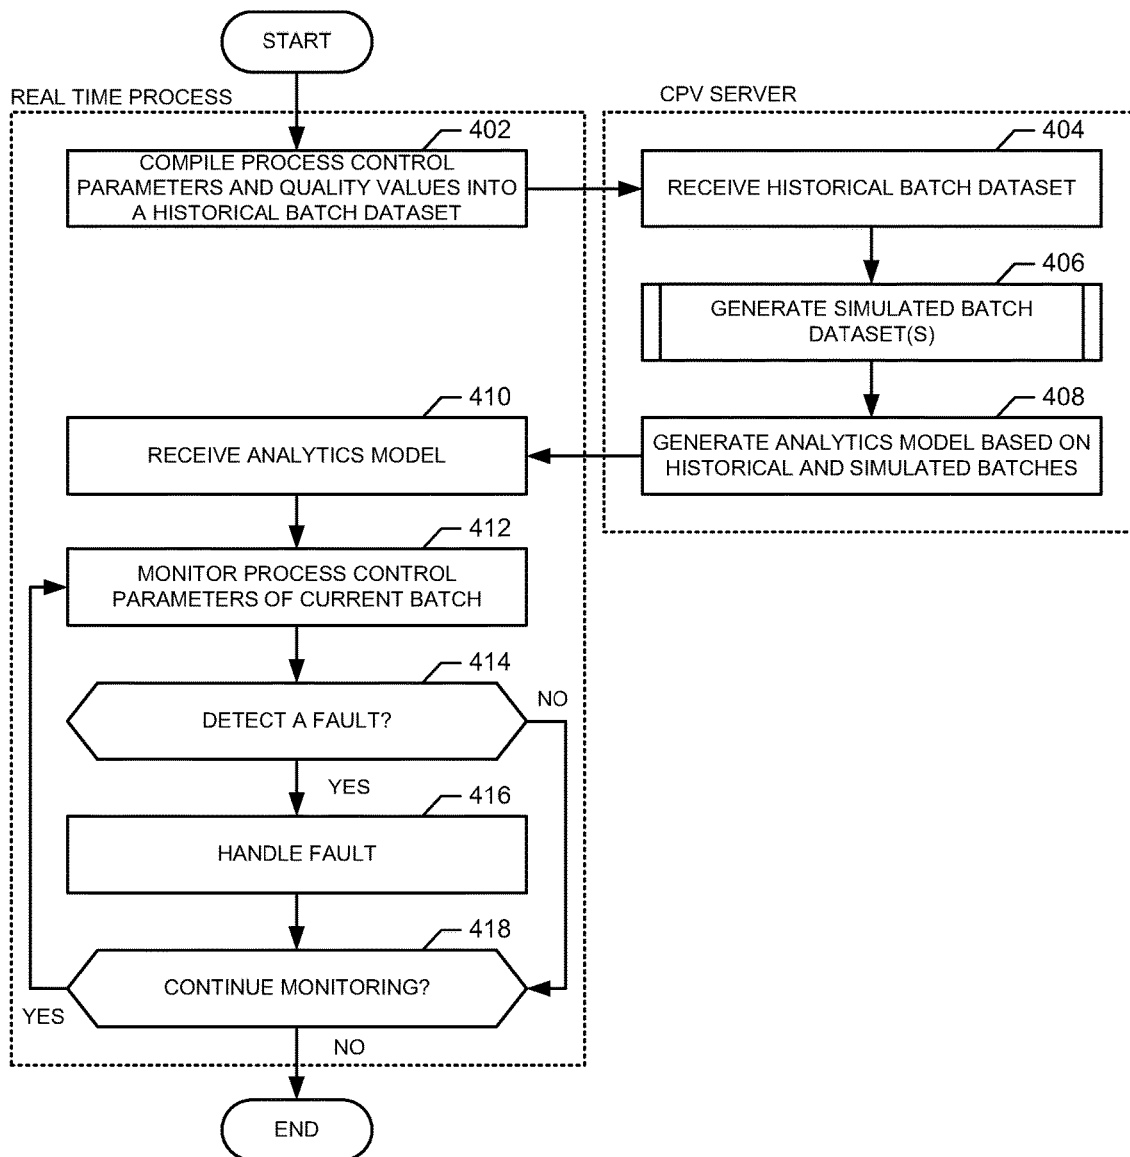 START
REAL TIME PROCESS
CPV SERVER
402
COMPILE PROCESS CONTROL
PARAMETERS AND QUALITY VALUES INTO
A HISTORICAL BATCH DATASET
404
RECEIVE HISTORICAL BATCH DATASET
406
GENERATE SIMULATED BATCH
DATASET(S)
408
GENERATE ANALYTICS MODEL BASED ON
HISTORICAL AND SIMULATED BATCHES
410
RECEIVE ANALYTICS MODEL
412
MONITOR PROCESS CONTROL
PARAMETERS OF CURRENT BATCH
414
DETECT A FAULT?
NO
YES
416
HANDLE FAULT
418
CONTINUE MONITORING?
YES
NO
END